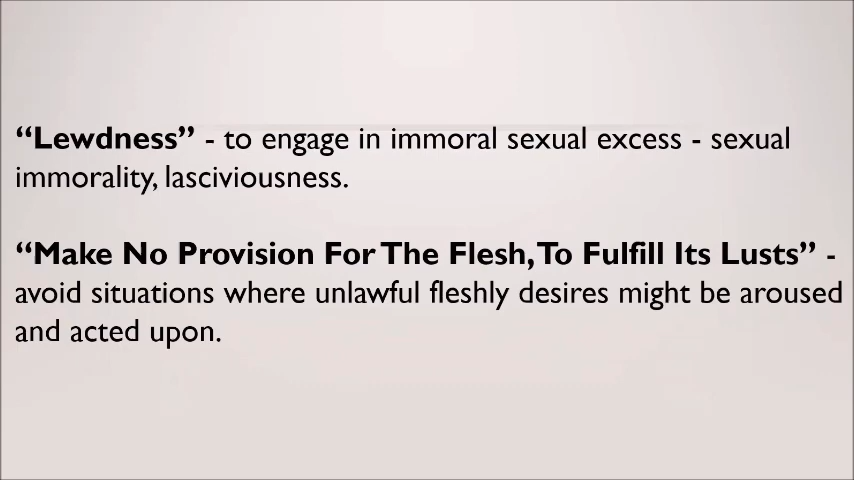 “Lewdness” - to engage in immoral sexual excess - sexual
immorality, lasciviousness.
“Make No Provision For The Flesh, To Fulfill Its Lusts” -
avoid situations where unlawful fleshly desires might be aroused
and acted upon.